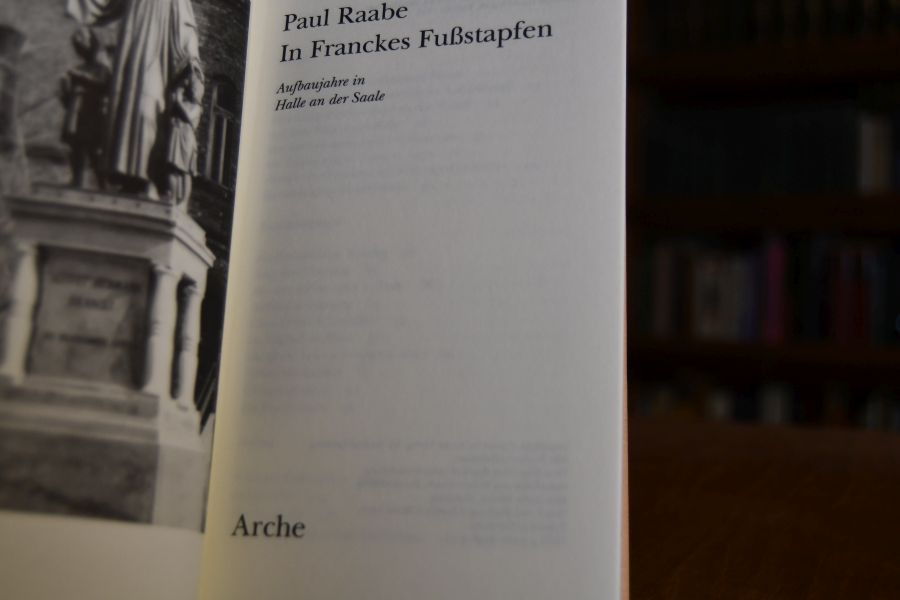 Paul Raabe
In Franckes Fußstapfen
Aufbaujahre in
Halle an der Saale
Arche